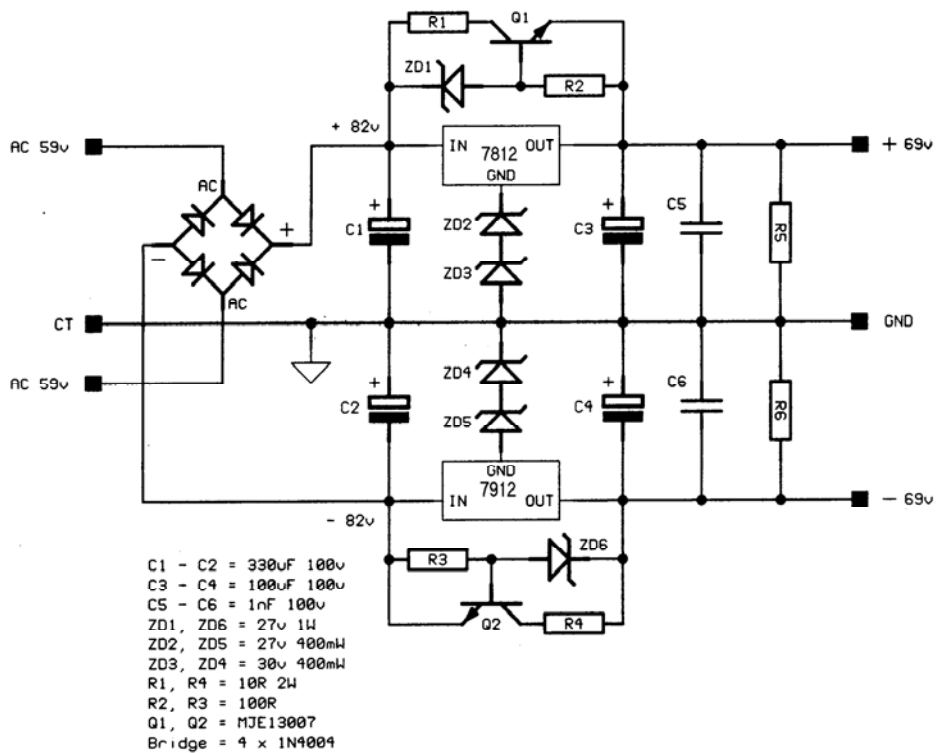 R1
Q1
ZD1
R2
+ 82v
AC 59v
IN
OUT
7812
GND
+ 69v
AC
+
+
C1
ZD2
+
C3
C5
R5
-
ZD3
AC
CT
GND
AC 59v
+
C2
ZD4
ZD5
+
C4
C6
R6
GND
IN
OUT
7912
- 82v
- 69v
R3
ZD6
Q2
R4
C1 - C2 = 330uF 100v
C3 - C4 = 100uF 100v
C5 - C6 = 1nF 100v
ZD1, ZD6 = 27v 1W
ZD2, ZD5 = 27v 400mW
ZD3, ZD4 = 30v 400mW
R1, R4 = 10R 2W
R2, R3 = 100R
Q1, Q2 = MJE13007
Bridge = 4 x 1N4004